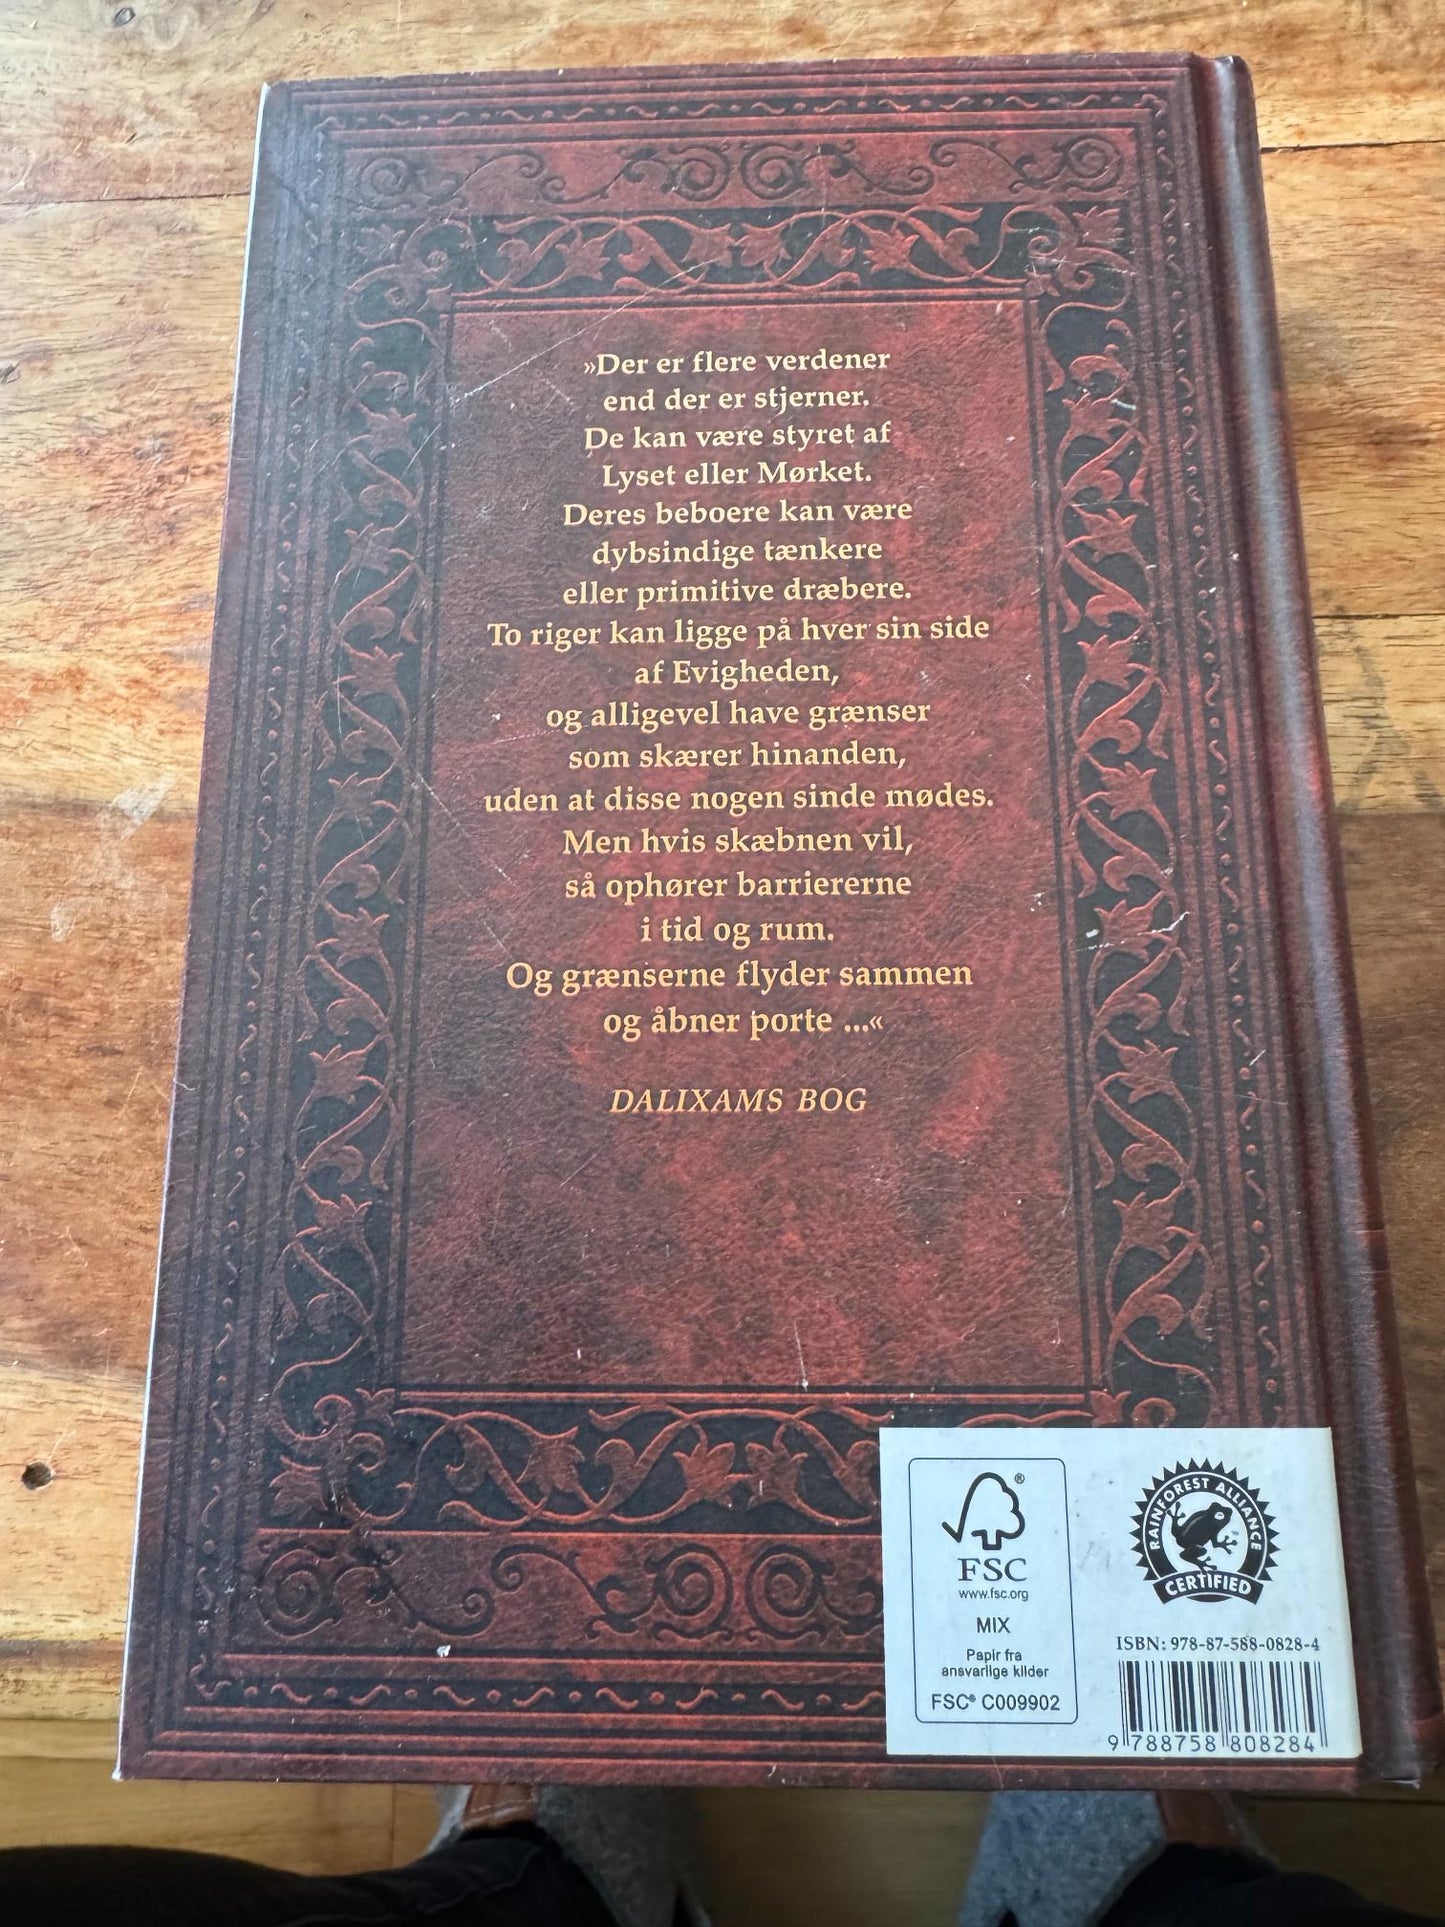 »Der er flere verdener
end der er stjerner.
De kan være styret af
Lyset eller Mørket.
Deres beboere kan være
dybsindige tænkere
eller primitive dræbere.
To riger kan ligge på hver sin side
af Evigheden,
og alligevel have grænser
som skærer hinanden,
uden at disse nogen sinde mødes.
Men hvis skæbnen vil,
så ophører barriererne
i tid og rum.
Og grænserne flyder sammen
og åbner porte ...«
DALIXAMS BOG
®
FSC
www.fsc.org
MIX
Papir fra
ansvarlige kilder
FSC® C009902
RAINFOREST ALLIANCE
CERTIFIED
ISBN: 978-87-588-0828-4
9 788758 808284